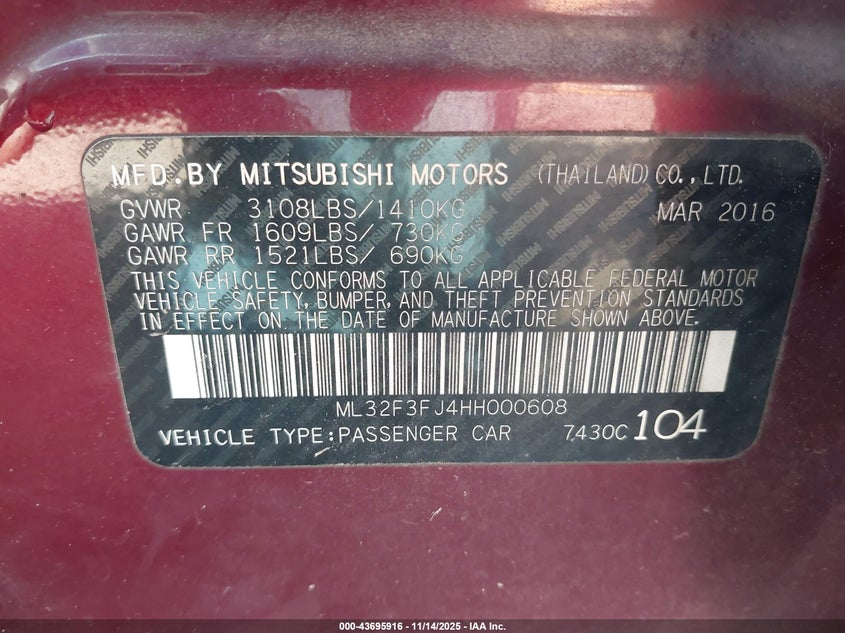 MFD.BY MITSUBISHI MOTORS (THAILAND)CO.,LTD.
GVWR 3108LBS/1410KG MAR 2016
GAWR FR 1609LBS/ 730KG
GAWR RR 1521LBS/ 690KG
THIS VEHICLE CONFORMS TO ALL APPLICABLE FEDERAL MOTOR
VEHICLE SAFETY, BUMPER, AND THEFT PREVENTION STANDARDS
IN EFFECT ON THE DATE OF MANUFACTURE SHOWN ABOVE.
ML32F3FJ4HH000608
VEHICLE TYPE:PASSENGER CAR 7430C 104
000-43695916 - 11/14/2025 - IAA Inc.